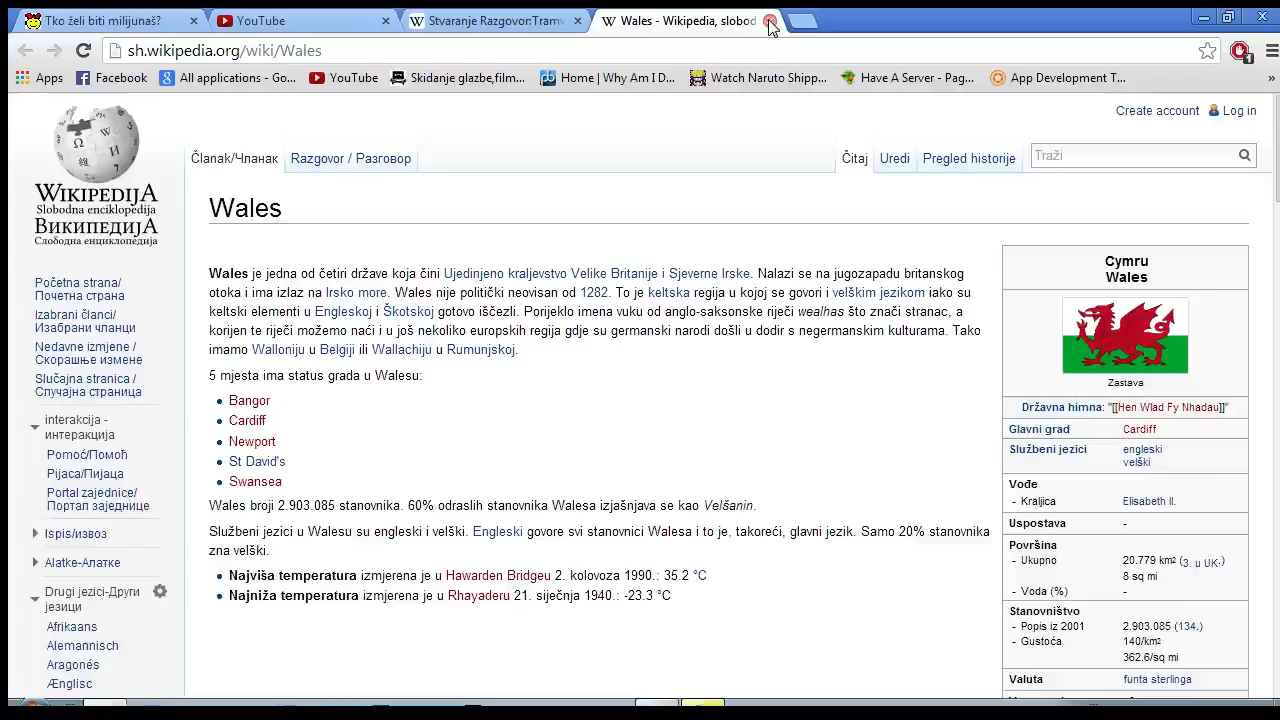 Tko želi biti milijunaš?
YouTube
Stvaranje Razgovor:Tramv
Wales - Wikipedia, slobod
sh.wikipedia.org/wiki/Wales
1
Apps
Facebook
All applications - Go...
YouTube
Skidanje glazbe,film...
Home | Why Am I D...
Watch Naruto Shipp...
Have A Server - Pag...
App Development T...
»
Create account
Log in
Članak/Чланак
Razgovor / Разговор
Čitaj
Uredi
Pregled historije
Traži
WIKIPEDIJA
Slobodna enciklopedija
ВИКИПЕДИЈА
Слободна енциклопедија
Početna strana/
Почетна страна
Izabrani članci/
Изабрани чланци
Nedavne izmjene /
Скорашње измене
Slučajna stranica /
Случајна страница
interakcija -
интеракција
Pomoć/Помоћ
Pijaca/Пијаца
Portal zajednice/
Портал заједнице
Ispis/извоз
Alatke-Алатке
Drugi jezici-Други
језици
Afrikaans
Alemannisch
Aragonés
Ænglisc
Wales
Wales je jedna od četiri države koja čini Ujedinjeno kraljevstvo Velike Britanije i Sjeverne Irske. Nalazi se na jugozapadu britanskog
otoka i ima izlaz na Irsko more. Wales nije politički neovisan od 1282. To je keltska regija u kojoj se govori i velškim jezikom iako su
keltski elementi u Engleskoj i Škotskoj gotovo iščezli. Porijeklo imena vuku od anglo-saksonske riječi wealhas što znači stranac, a
korijen te riječi možemo naći i u još nekoliko europskih regija gdje su germanski narodi došli u dodir s negermanskim kulturama. Tako
imamo Walloniju u Belgiji ili Wallachiju u Rumunjskoj.
5 mjesta ima status grada u Walesu:
Bangor
Cardiff
Newport
St David's
Swansea
Wales broji 2.903.085 stanovnika. 60% odraslih stanovnika Walesa izjašnjava se kao Velšanin.
Službeni jezici u Walesu su engleski i velški. Engleski govore svi stanovnici Walesa i to je, takoreći, glavni jezik. Samo 20% stanovnika
zna velški.
Najviša temperatura izmjerena je u Hawarden Bridgeu 2. kolovoza 1990.: 35.2 °C
Najniža temperatura izmjerena je u Rhayaderu 21. siječnja 1940.: -23.3 °C
Cymru
Wales
Zastava
Državna himna: "[[Hen Wlad Fy Nhadau]]"
Glavni grad Cardiff
Službeni jezici engleski
velški
Vođe
- Kraljica Elisabeth II.
Uspostava -
Površina
- Ukupno 20.779 km² (3. u UK.)
8 sq mi
- Voda (%) -
Stanovništvo
- Popis iz 2001 2.903.085 (134.)
- Gustoća 140/km²
362.6/sq mi
Valuta funta sterlinga